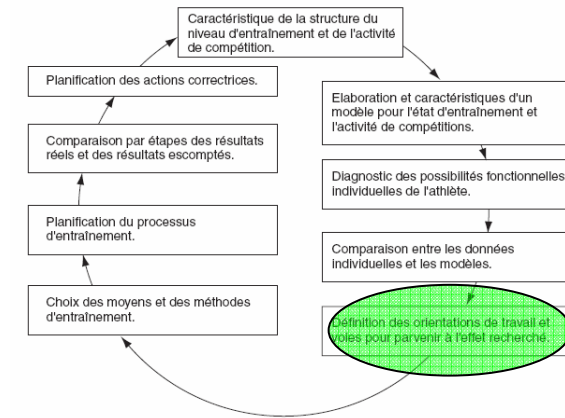 Caractéristique de la structure du
niveau d'entraînement et de l'activité
de compétition.
Elaboration et caractéristiques d'un
modèle pour l'état d'entraînement et
l'activité de compétitions.
Diagnostic des possibilités fonctionnelles
individuelles de l'athlète.
Comparaison entre les données
individuelles et les modèles.
Définition des orientations de travail et
voies pour parvenir à l'effet recherché.
Choix des moyens et des méthodes
d'entraînement.
Planification du processus
d'entraînement.
Comparaison par étapes des résultats
réels et des résultats escomptés.
Planification des actions correctrices.